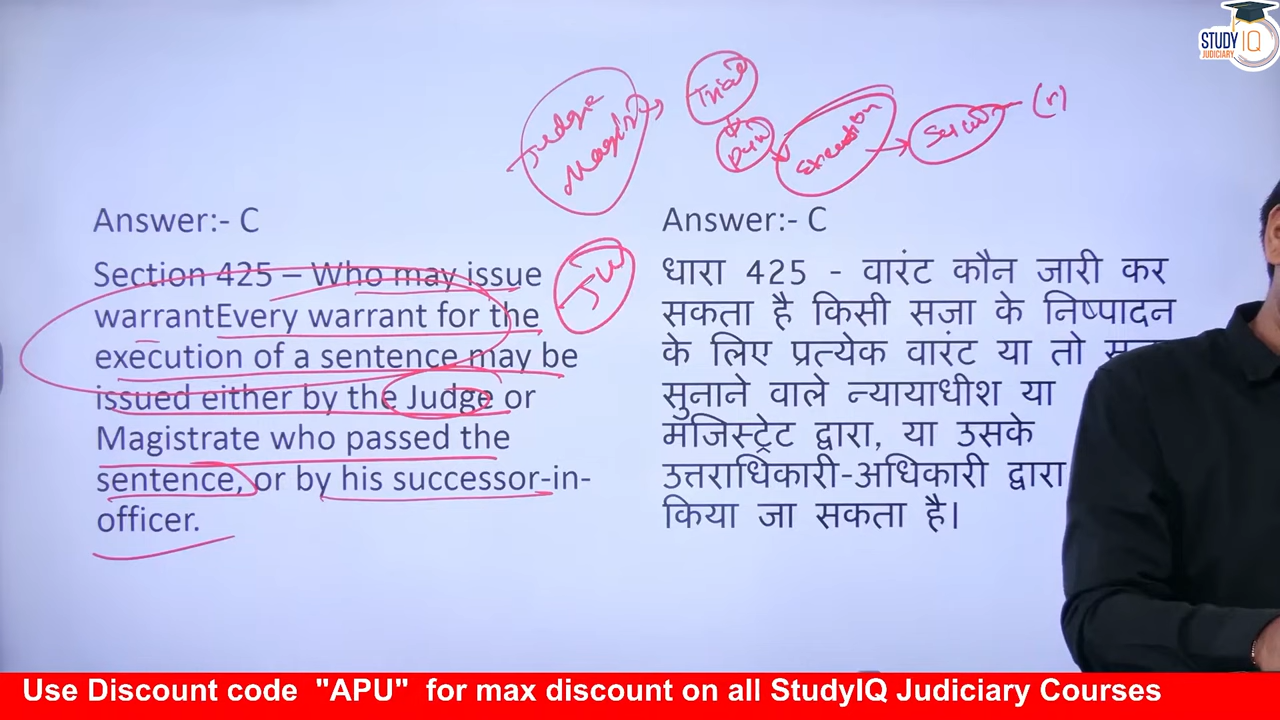 STUDY IQ
JUDICIARY
Judge
Magist
Trial
Execution
(r)
Answer:- C
Section 425 – Who may issue
warrantEvery warrant for the
execution of a sentence may be
issued either by the Judge or
Magistrate who passed the
sentence, or by his successor-in-
officer.
Answer:- C
धारा 425 - वारंट कौन जारी कर
सकता है किसी सजा के निष्पादन
के लिए प्रत्येक वारंट या तो
सुनाने वाले न्यायाधीश या
मजिस्ट्रेट द्वारा, या उसके
उत्तराधिकारी-अधिकारी द्वारा
किया जा सकता है।
Use Discount code "APU" for max discount on all StudyIQ Judiciary Courses